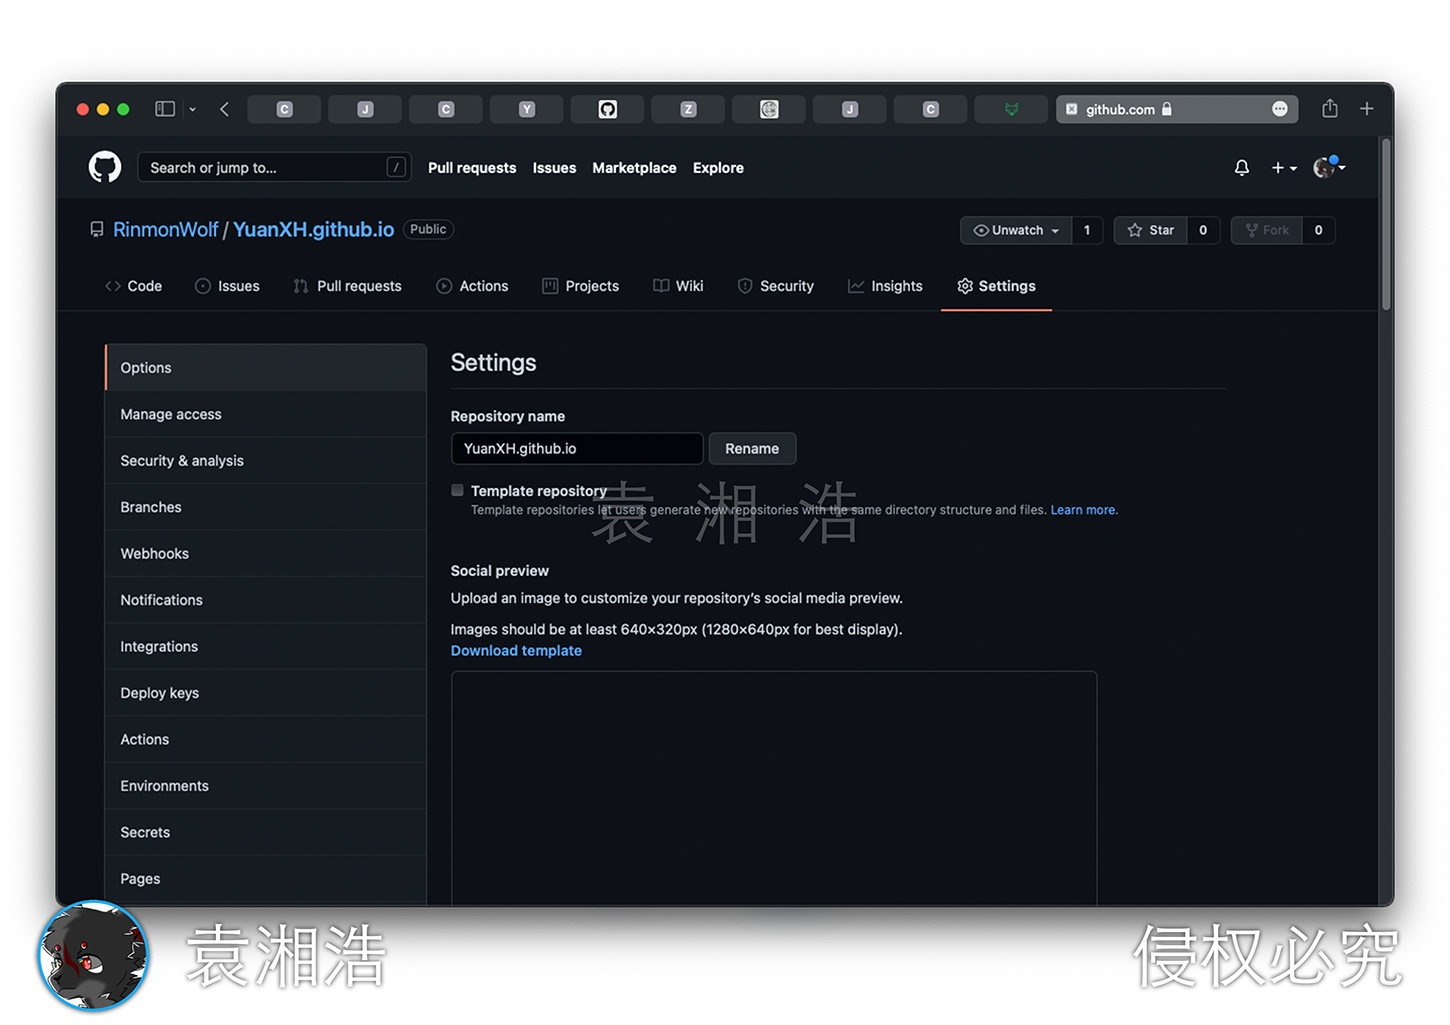 C J C Y Z J C github.com
Search or jump to... / Pull requests Issues Marketplace Explore
RinmonWolf / YuanXH.github.io Public Unwatch 1 Star 0 Fork 0
Code Issues Pull requests Actions Projects Wiki Security Insights Settings
Options
Manage access
Security & analysis
Branches
Webhooks
Notifications
Integrations
Deploy keys
Actions
Environments
Secrets
Pages
Settings
Repository name
YuanXH.github.io Rename
Template repository
Template repositories let users generate new repositories with the same directory structure and files. Learn more.
袁湘浩
Social preview
Upload an image to customize your repository’s social media preview.
Images should be at least 640×320px (1280×640px for best display).
Download template
袁湘浩 侵权必究